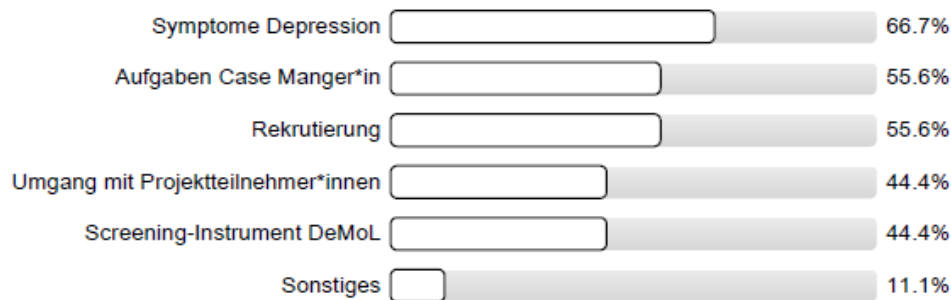 Symptome Depression 66.7%
Aufgaben Case Manger*in 55.6%
Rekrutierung 55.6%
Umgang mit Projektteilnehmer*innen 44.4%
Screening-Instrument DeMoL 44.4%
Sonstiges 11.1%